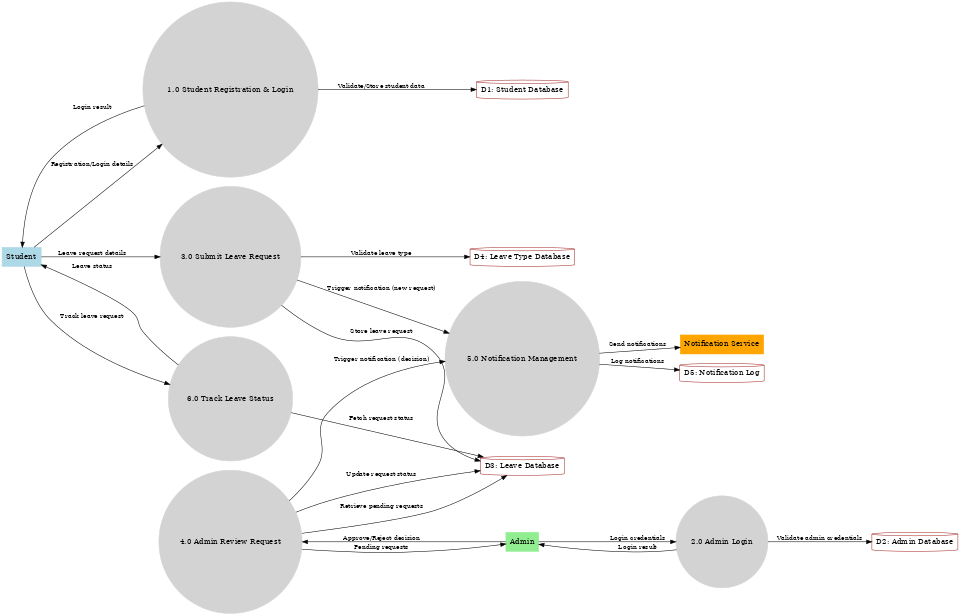 1.0 Student Registration & Login
Validate/Store student data
D1: Student Database
Login result
Registration/Login details
Student
Leave request details
3.0 Submit Leave Request
Validate leave type
D4: Leave Type Database
Leave status
Trigger notification (new request)
Track leave request
Store leave request
Send notifications
Notification Service
Trigger notification (decision)
5.0 Notification Management
Log notifications
D5: Notification Log
6.0 Track Leave Status
Fetch request status
D3: Leave Database
Update request status
Retrieve pending requests
4.0 Admin Review Request
Approve/Reject decision
Pending requests
Admin
Login credentials
Login result
2.0 Admin Login
Validate admin credentials
D2: Admin Database